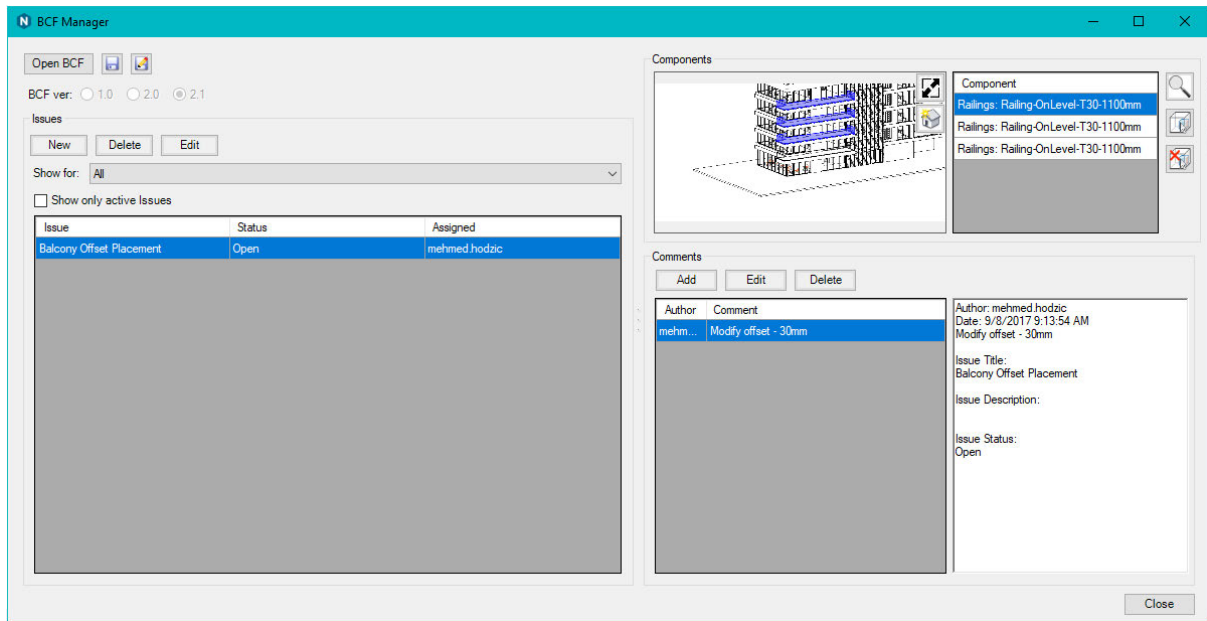 BCF Manager
Open BCF
BCF ver: 1.0 2.0 2.1
Issues
New Delete Edit
Show for: All
Show only active Issues
Issue Status Assigned
Balcony Offset Placement Open mehmed.hodzic
Components
Component
Railings: Railing-OnLevel-T30-1100mm
Railings: Railing-OnLevel-T30-1100mm
Railings: Railing-OnLevel-T30-1100mm
Comments
Add Edit Delete
Author Comment
mehm... Modify offset - 30mm
Author: mehmed.hodzic
Date: 9/8/2017 9:13:54 AM
Modify offset - 30mm
Issue Title:
Balcony Offset Placement
Issue Description:
Issue Status:
Open
Close